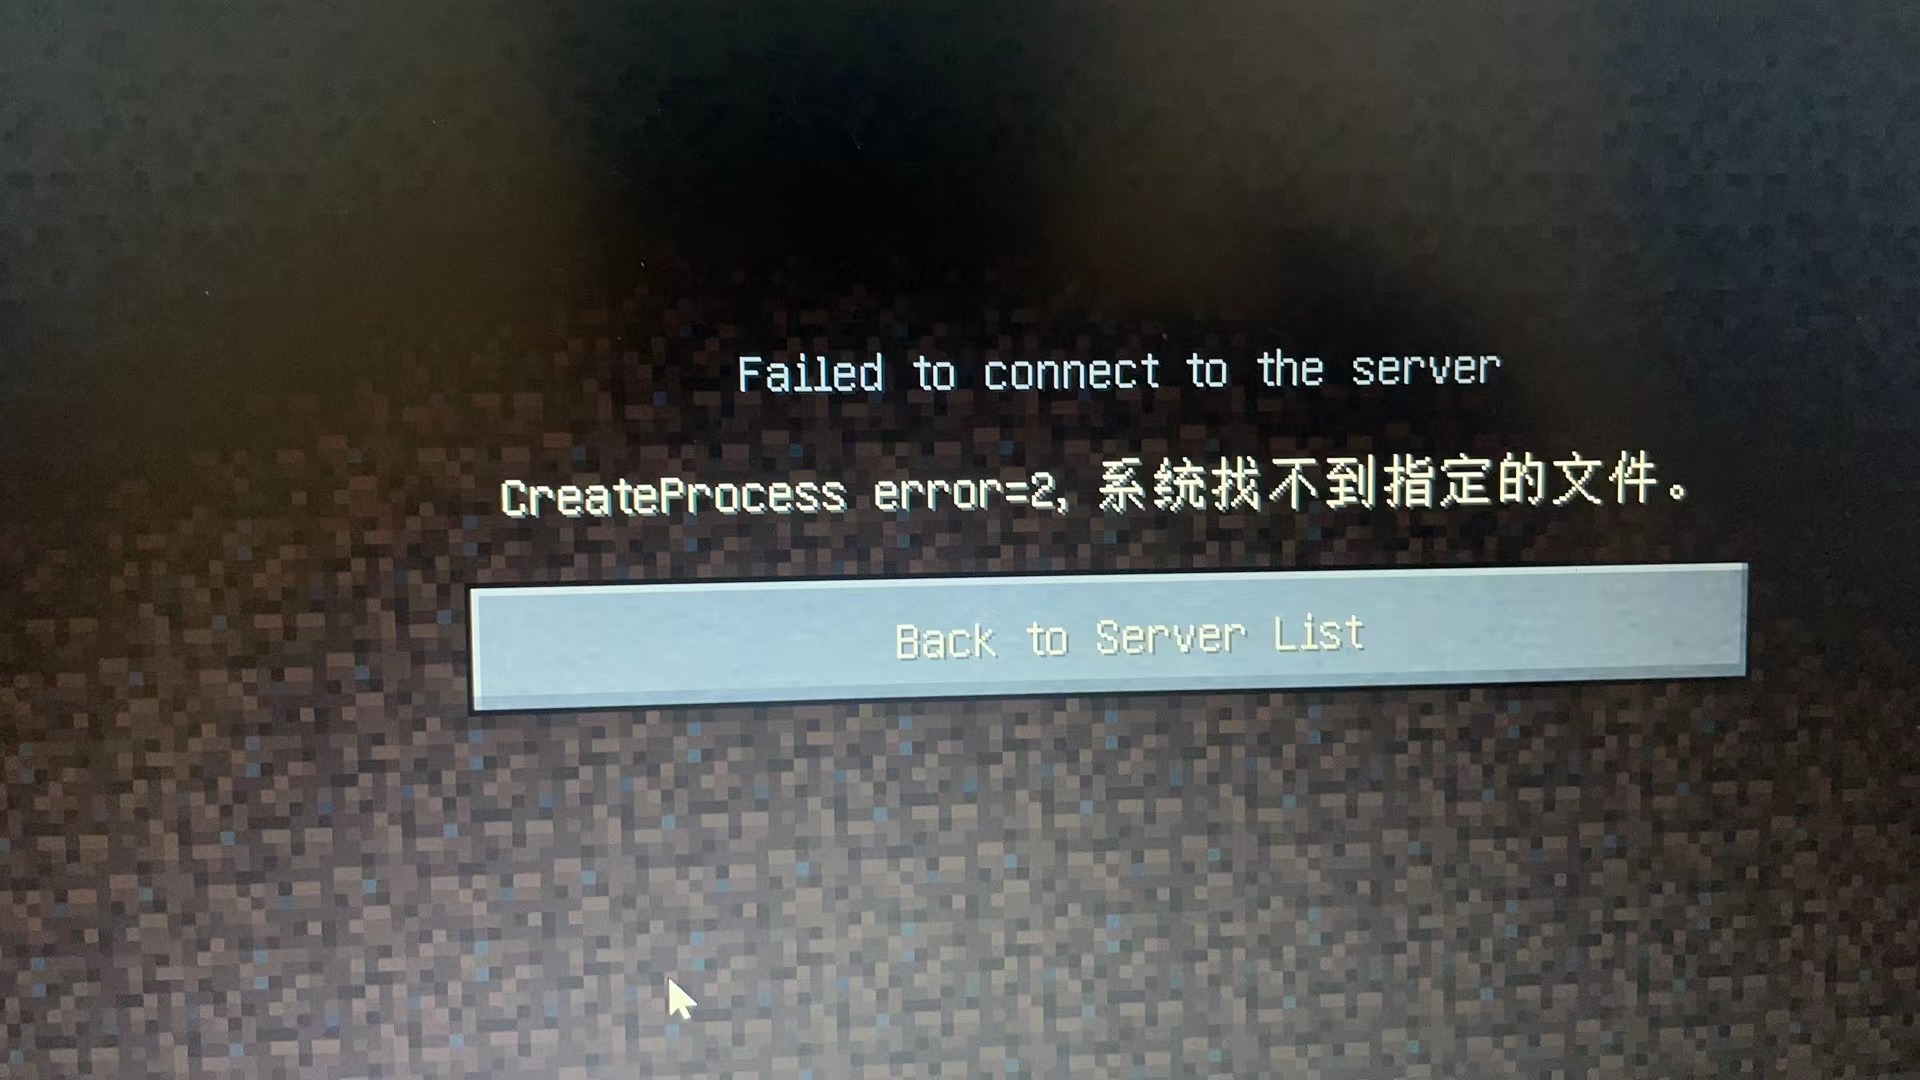 Failed to connect to the server
CreateProcess error=2, 系统找不到指定的文件。
Back to Server List